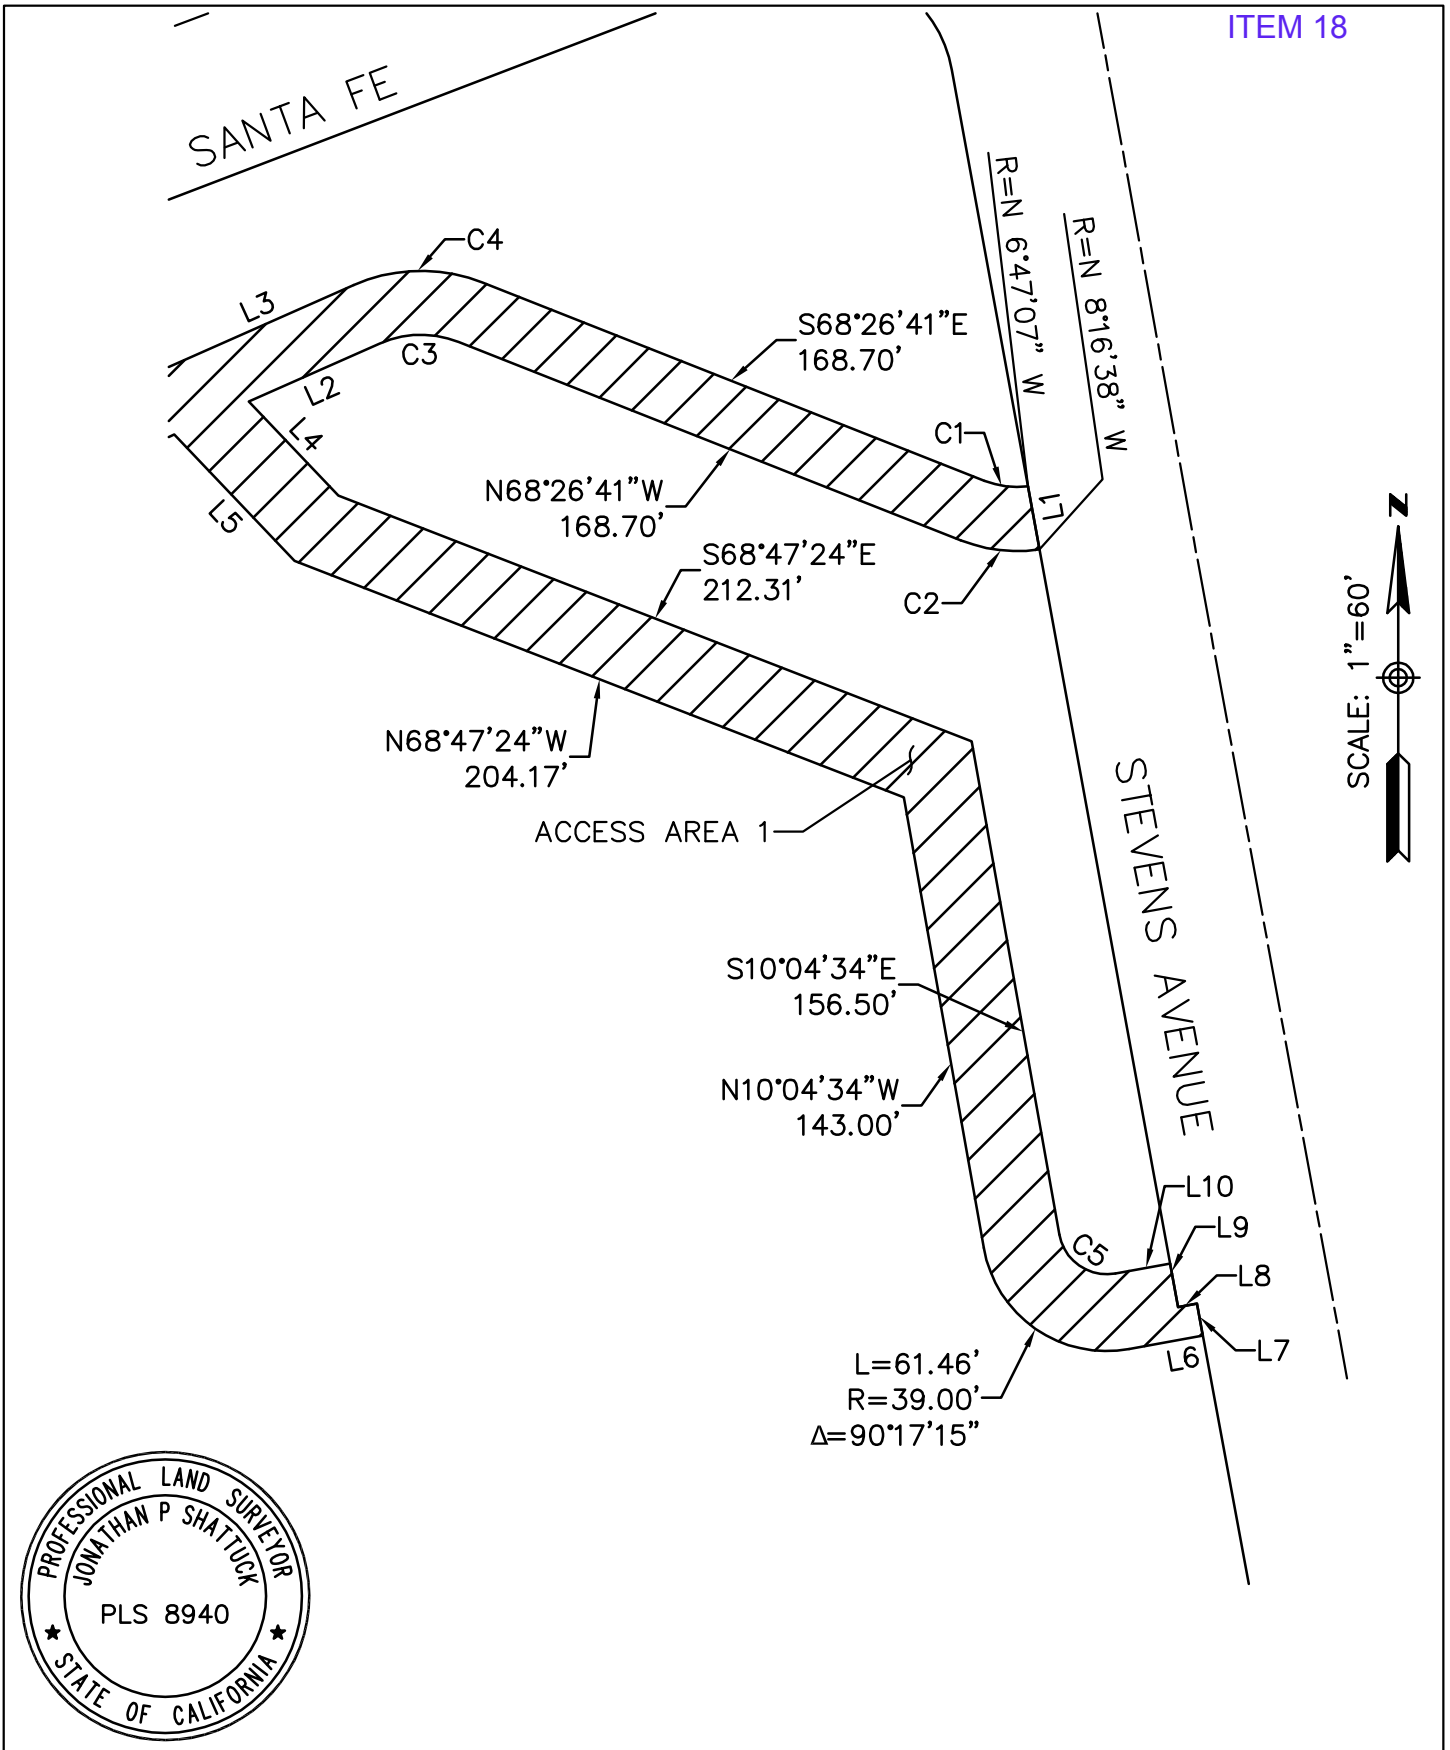 ITEM 18
SANTA FE
R=N 6°47'07" W
R=N 8°16'38" W
C4
L3
C3
L2
L4
L5
S68°26'41"E
168.70'
C1
L1
N68°26'41"W
168.70'
C2
S68°47'24"E
212.31'
N68°47'24"W
204.17'
ACCESS AREA 1
N
SCALE: 1"=60'
STEVENS AVENUE
S10°04'34"E
156.50'
N10°04'34"W
143.00'
L10
L9
C5
L8
L7
L6
L=61.46'
R=39.00'
Δ=90°17'15"
PROFESSIONAL LAND SURVEYOR
JONATHAN P SHATTUCK
PLS 8940
★ STATE OF CALIFORNIA ★